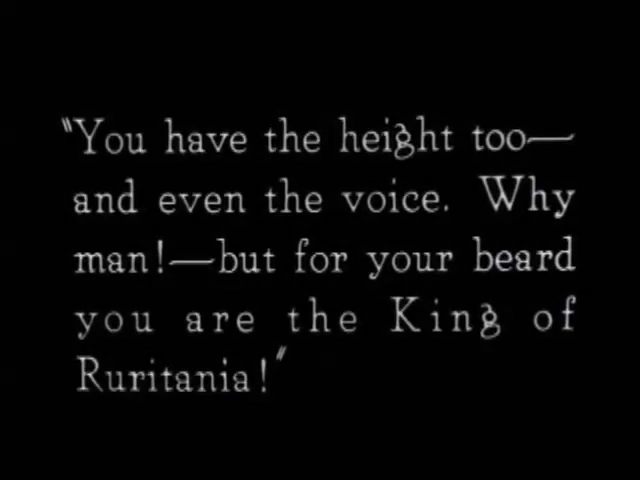 "You have the height too—
and even the voice. Why
man!—but for your beard
you are the King of
Ruritania!"